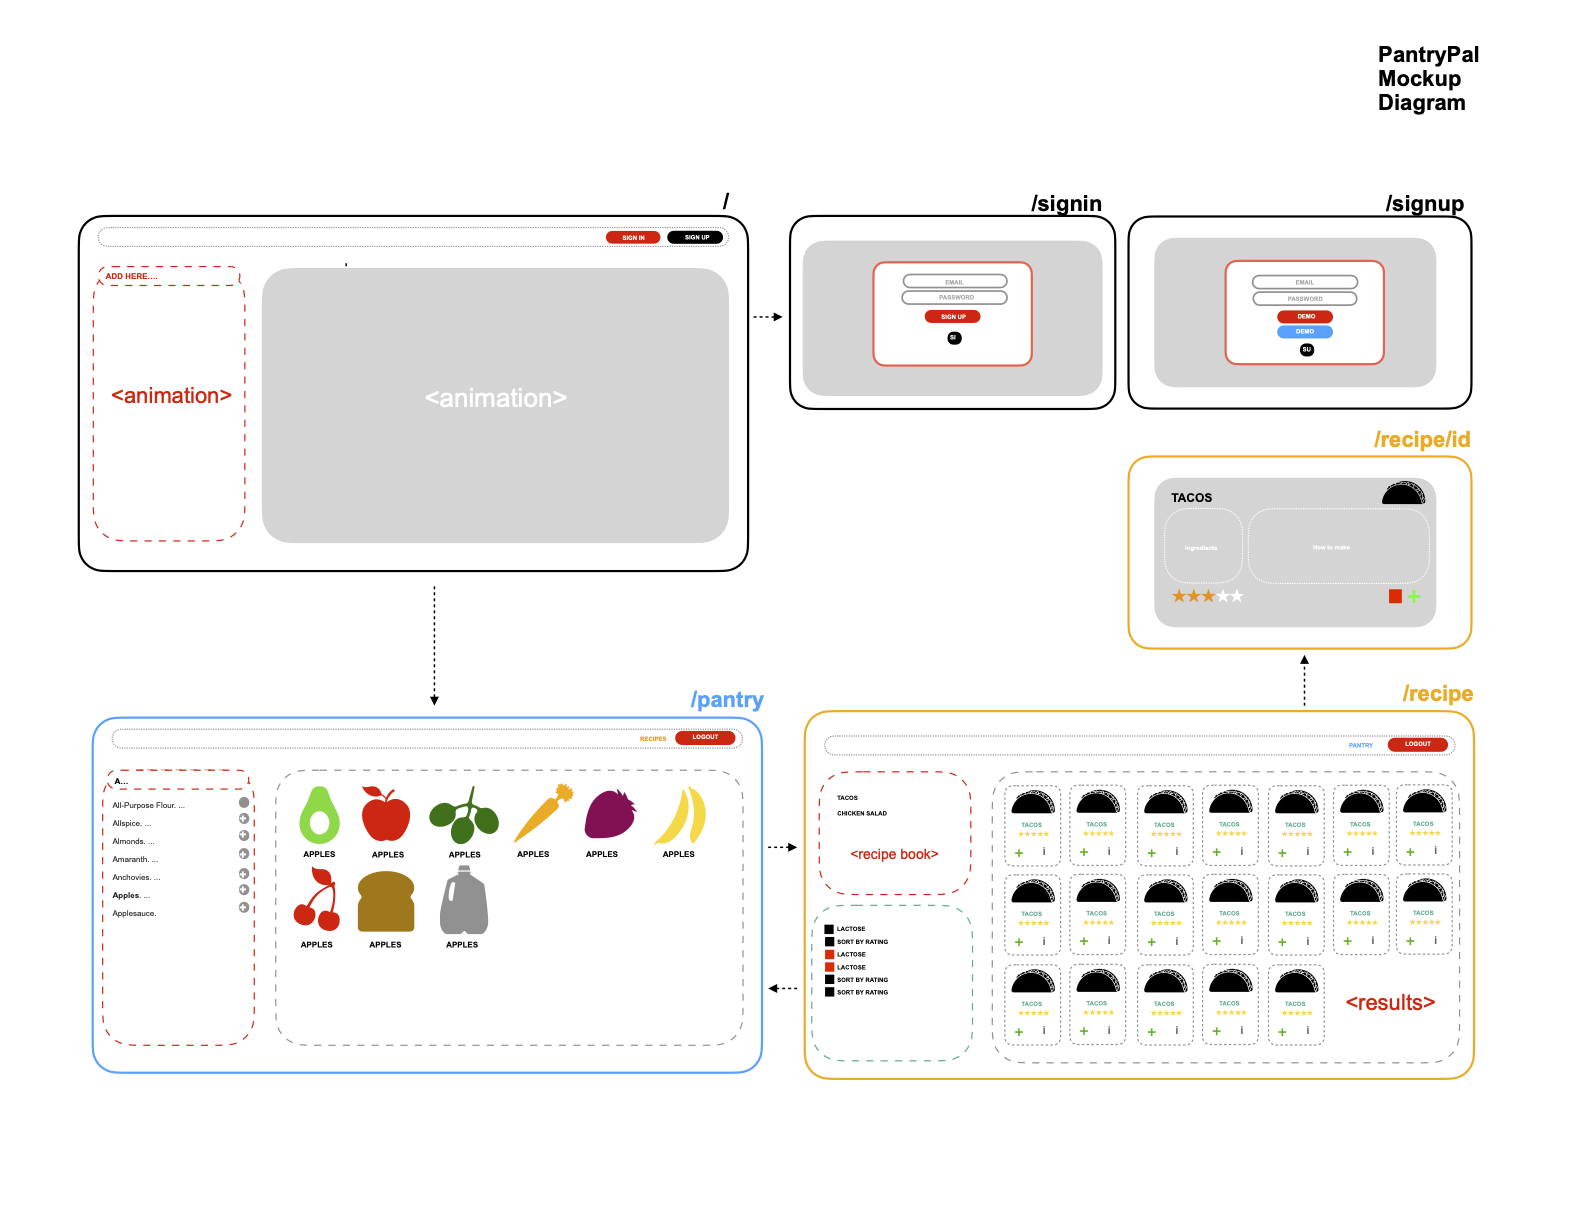 PantryPal
Mockup
Diagram
/
SIGN IN
SIGN UP
ADD HERE....
<animation>
<animation>
/signin
EMAIL
PASSWORD
SIGN UP
SI
/signup
EMAIL
PASSWORD
DEMO
DEMO
SU
/recipe/id
TACOS
Ingredients
How to make
/pantry
RECIPES
LOGOUT
A...
All-Purpose Flour. ...
Allspice. ...
Almonds. ...
Amaranth. ...
Anchovies. ...
Apples. ...
Applesauce.
APPLES
APPLES
APPLES
APPLES
APPLES
APPLES
APPLES
APPLES
APPLES
/recipe
PANTRY
LOGOUT
TACOS
CHICKEN SALAD
<recipe book>
LACTOSE
SORT BY RATING
LACTOSE
LACTOSE
SORT BY RATING
SORT BY RATING
TACOS
i
TACOS
i
TACOS
i
TACOS
i
TACOS
i
TACOS
i
TACOS
i
TACOS
i
TACOS
i
TACOS
i
TACOS
i
TACOS
i
TACOS
i
TACOS
i
TACOS
i
TACOS
i
TACOS
i
TACOS
i
TACOS
i
<results>